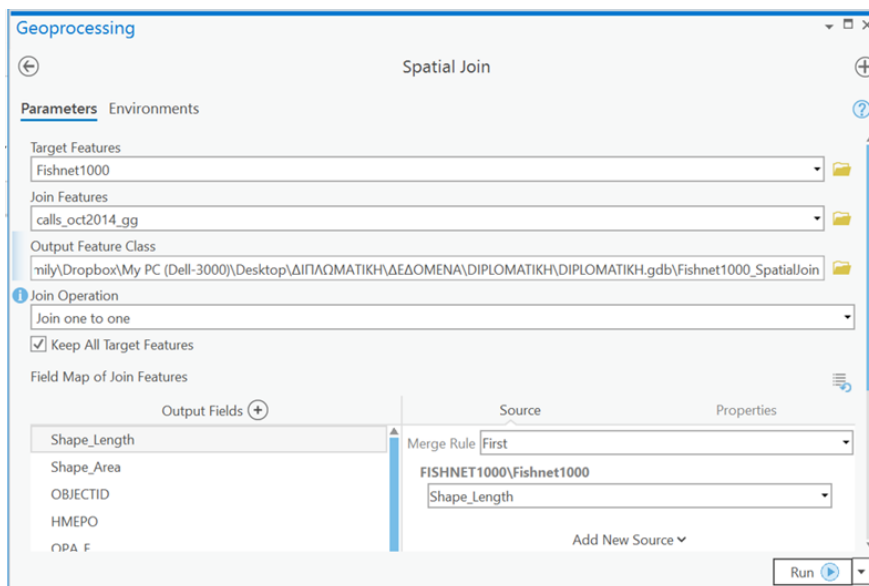 Geoprocessing
Spatial Join
Parameters Environments
Target Features
Fishnet1000
Join Features
calls_oct2014_gg
Output Feature Class
mily\Dropbox\My PC (Dell-3000)\Desktop\ΔΙΠΛΩΜΑΤΙΚΗ\ΔΕΔΟΜΕΝΑ\DIPLOMATIKH\DIPLOMATIKH.gdb\Fishnet1000_SpatialJoin
Join Operation
Join one to one
Keep All Target Features
Field Map of Join Features
Output Fields
Source Properties
Shape_Length
Merge Rule First
Shape_Area
FISHNET1000\Fishnet1000
OBJECTID
Shape_Length
HMEPO
Add New Source
OPA_F
Run